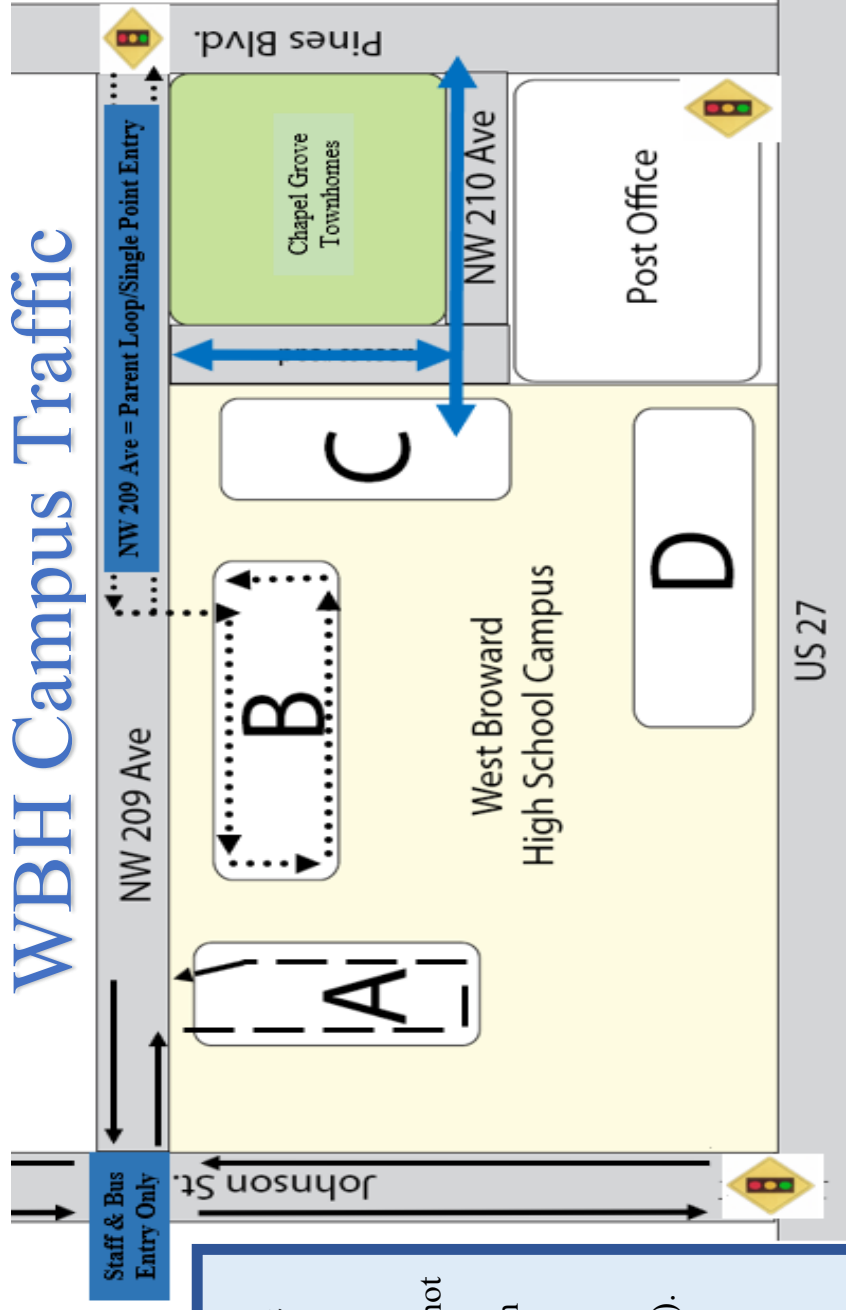 WBH Campus Traffic
Pines Blvd.
NW 209 Ave = Parent Loop/Single Point Entry
Chapel Grove
Townhomes
NW 210 Ave
Post Office
C
B
D
A
NW 209 Ave
West Broward
High School Campus
US 27
Staff & Bus
Entry Only
Johnson St.
not
).